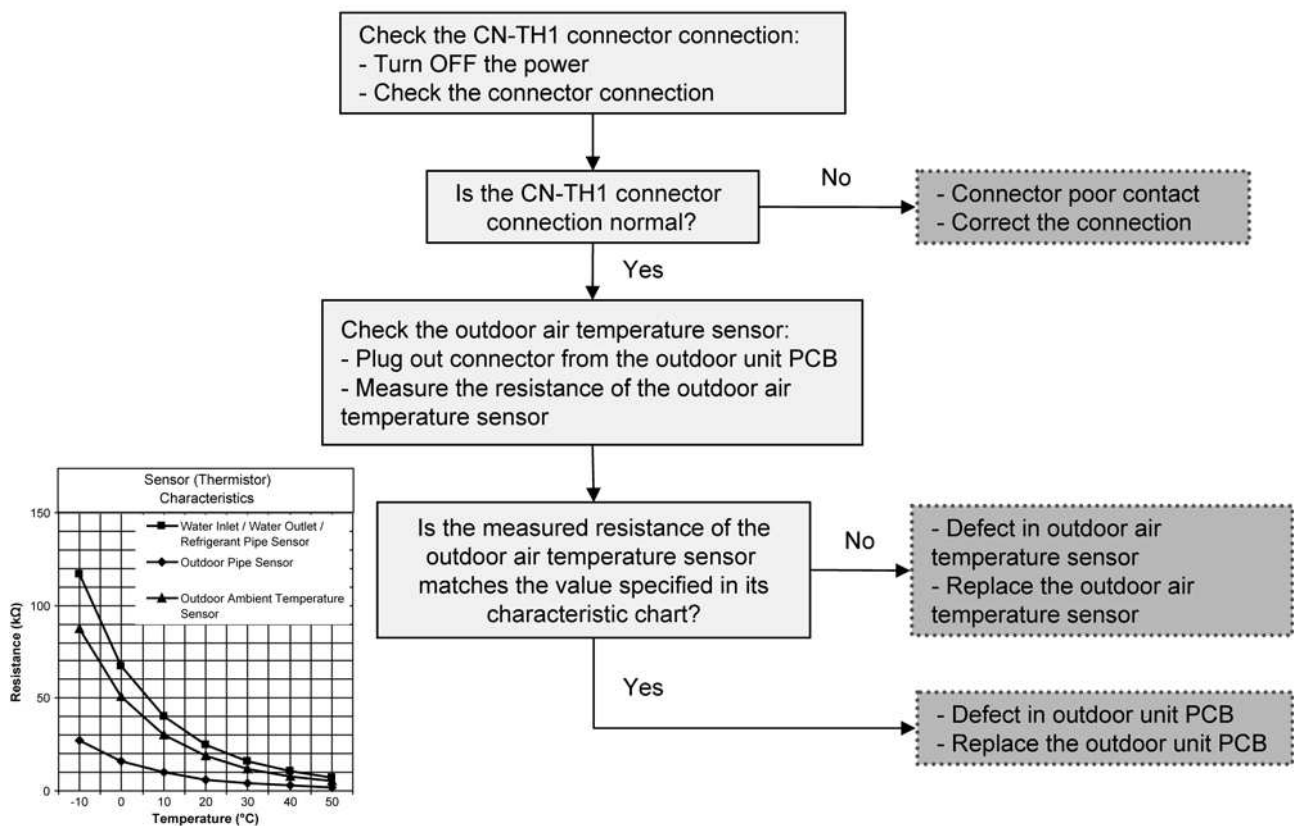 Check the CN-TH1 connector connection:
- Turn OFF the power
- Check the connector connection
Is the CN-TH1 connector
connection normal?
No
- Connector poor contact
- Correct the connection
Yes
Check the outdoor air temperature sensor:
- Plug out connector from the outdoor unit PCB
- Measure the resistance of the outdoor air
temperature sensor
Is the measured resistance of the
outdoor air temperature sensor
matches the value specified in its
characteristic chart?
No
- Defect in outdoor air
temperature sensor
- Replace the outdoor air
temperature sensor
Yes
- Defect in outdoor unit PCB
- Replace the outdoor unit PCB
Sensor (Thermistor)
Characteristics
Water Inlet / Water Outlet /
Refrigerant Pipe Sensor
Outdoor Pipe Sensor
Outdoor Ambient Temperature
Sensor
Resistance (kΩ)
150
100
50
0
-10 0 10 20 30 40 50
Temperature (°C)